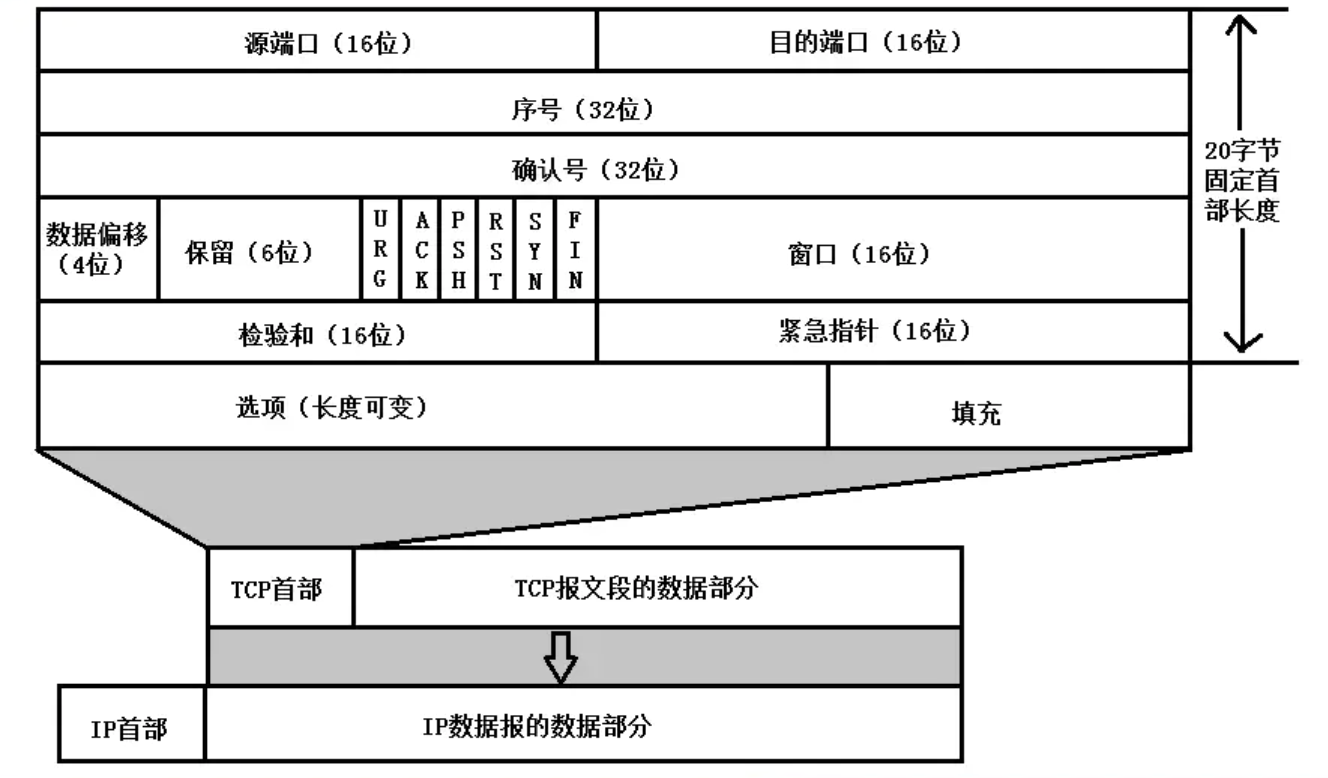 源端口（16位）
目的端口（16位）
序号（32位）
确认号（32位）
20字节
固定首
部长度
数据偏移
（4位）
保留（6位）
URG
ACK
PSH
RST
SYN
FIN
窗口（16位）
检验和（16位）
紧急指针（16位）
选项（长度可变）
填充
TCP首部
TCP报文段的数据部分
IP首部
IP数据报的数据部分